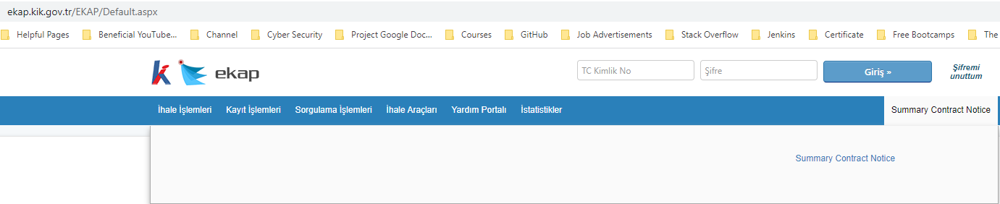 ekap.kik.gov.tr/EKAP/Default.aspx
Helpful Pages Beneficial YouTube... Channel Cyber Security Project Google Doc... Courses GitHub Job Advertisements Stack Overflow Jenkins Certificate Free Bootcamps The
ekap TC Kimlik No Şifre Giriş » Şifremi
unuttum
İhale İşlemleri Kayıt İşlemleri Sorgulama İşlemleri İhale Araçları Yardım Portalı İstatistikler Summary Contract Notice
Summary Contract Notice